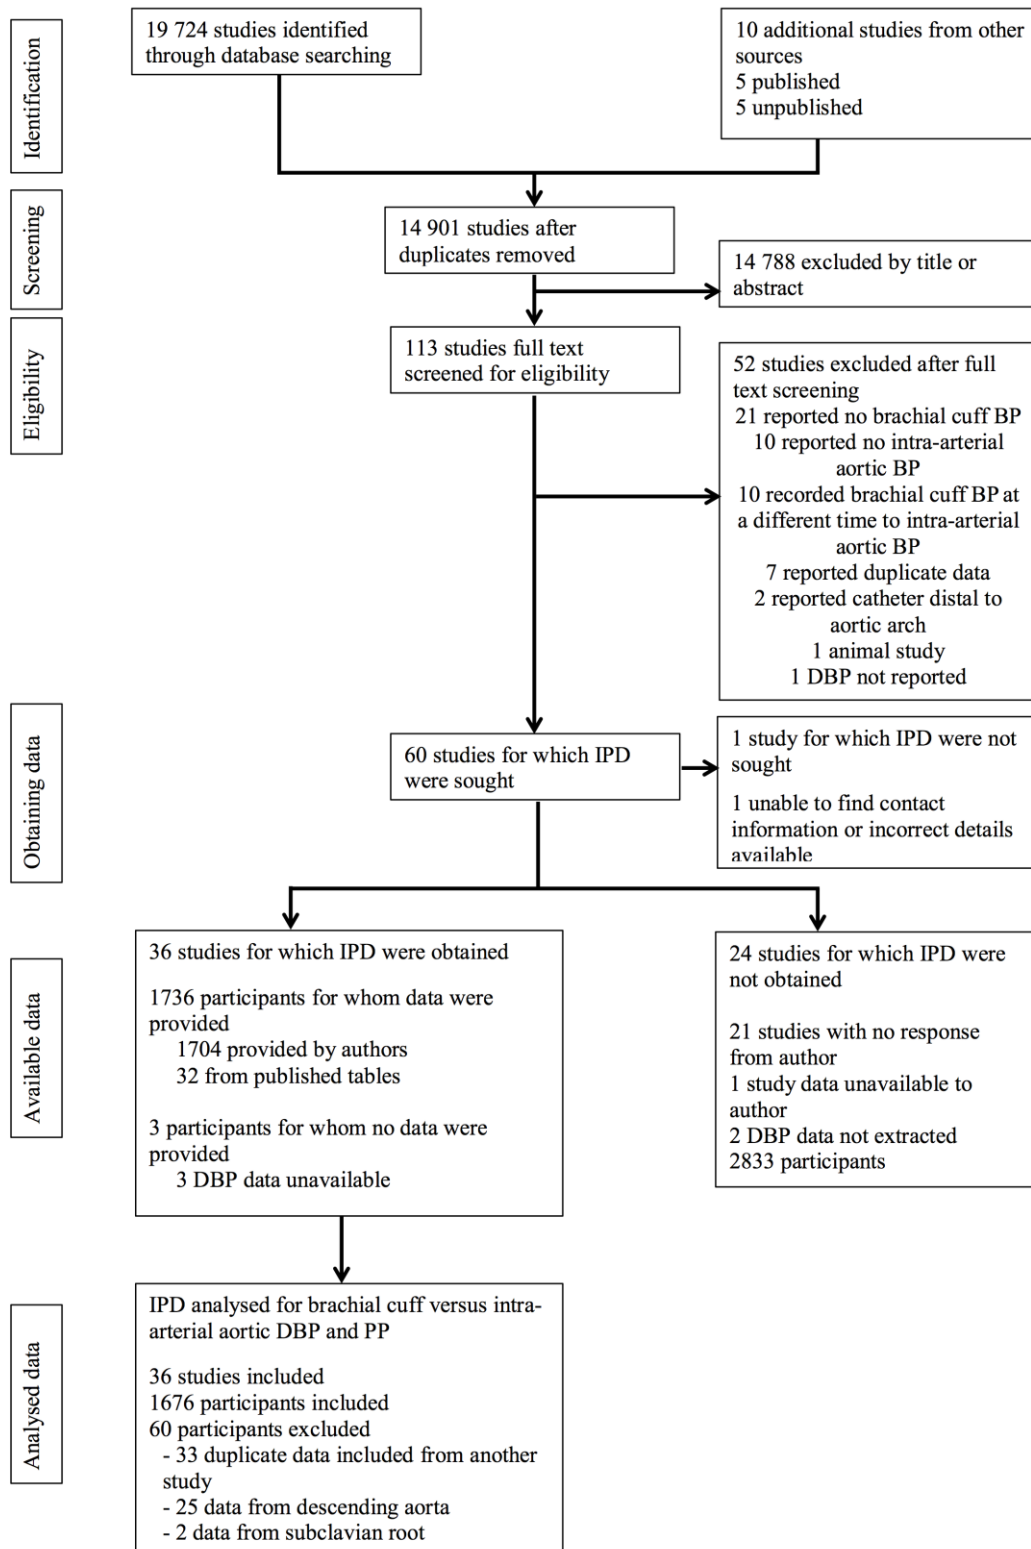 Identification
19 724 studies identified
through database searching
10 additional studies from other
sources
5 published
5 unpublished
Screening
14 901 studies after
duplicates removed
14 788 excluded by title or
abstract
Eligibility
113 studies full text
screened for eligibility
52 studies excluded after full
text screening
21 reported no brachial cuff BP
10 reported no intra-arterial
aortic BP
10 recorded brachial cuff BP at
a different time to intra-arterial
aortic BP
7 reported duplicate data
2 reported catheter distal to
aortic arch
1 animal study
1 DBP not reported
Obtaining data
60 studies for which IPD
were sought
1 study for which IPD were not
sought
1 unable to find contact
information or incorrect details
available
Available data
36 studies for which IPD were obtained
1736 participants for whom data were
provided
1704 provided by authors
32 from published tables
3 participants for whom no data were
provided
3 DBP data unavailable
24 studies for which IPD were
not obtained
21 studies with no response
from author
1 study data unavailable to
author
2 DBP data not extracted
2833 participants
Analysed data
IPD analysed for brachial cuff versus intra-
arterial aortic DBP and PP
36 studies included
1676 participants included
60 participants excluded
- 33 duplicate data included from another
study
- 25 data from descending aorta
- 2 data from subclavian root